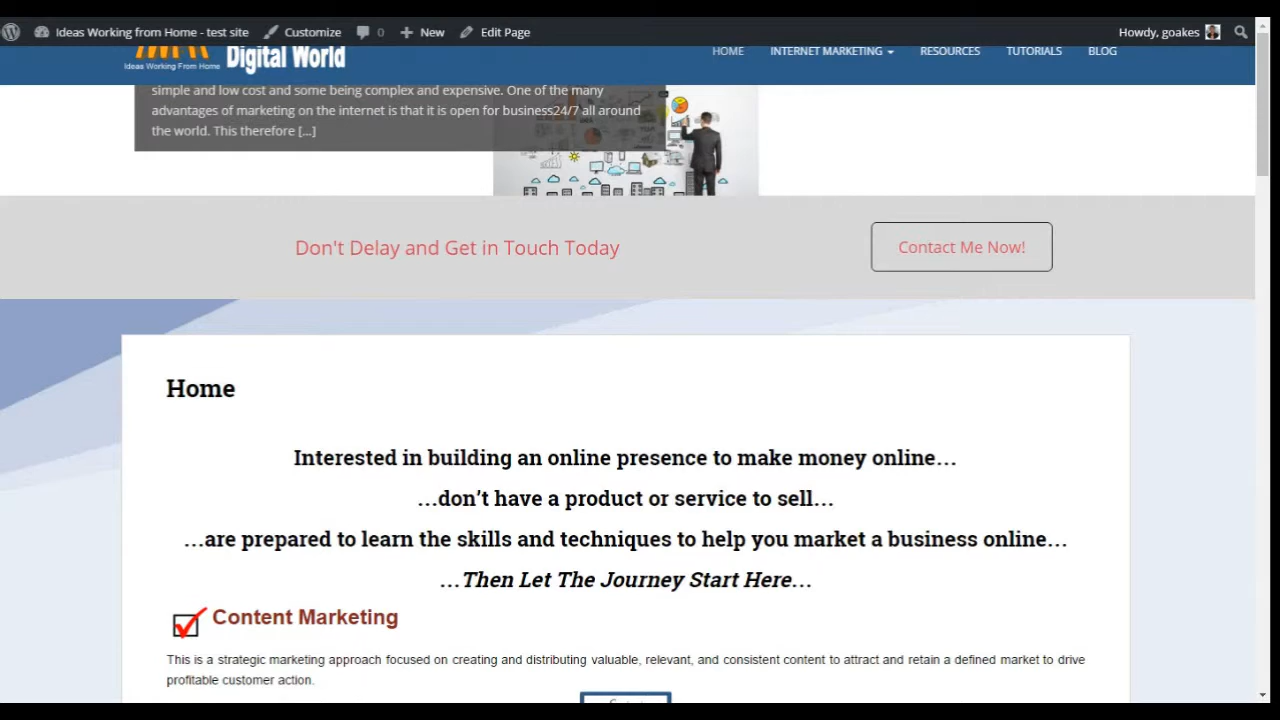 Ideas Working from Home - test site
Customize
0
New
Edit Page
Howdy, goakes
Ideas Working From Home
Digital World
HOME
INTERNET MARKETING
RESOURCES
TUTORIALS
BLOG
simple and low cost and some being complex and expensive. One of the many
advantages of marketing on the internet is that it is open for business24/7 all around
the world. This therefore [...]
Don't Delay and Get in Touch Today
Contact Me Now!
Home
Interested in building an online presence to make money online…
…don’t have a product or service to sell…
…are prepared to learn the skills and techniques to help you market a business online…
…Then Let The Journey Start Here…
Content Marketing
This is a strategic marketing approach focused on creating and distributing valuable, relevant, and consistent content to attract and retain a defined market to drive
profitable customer action.